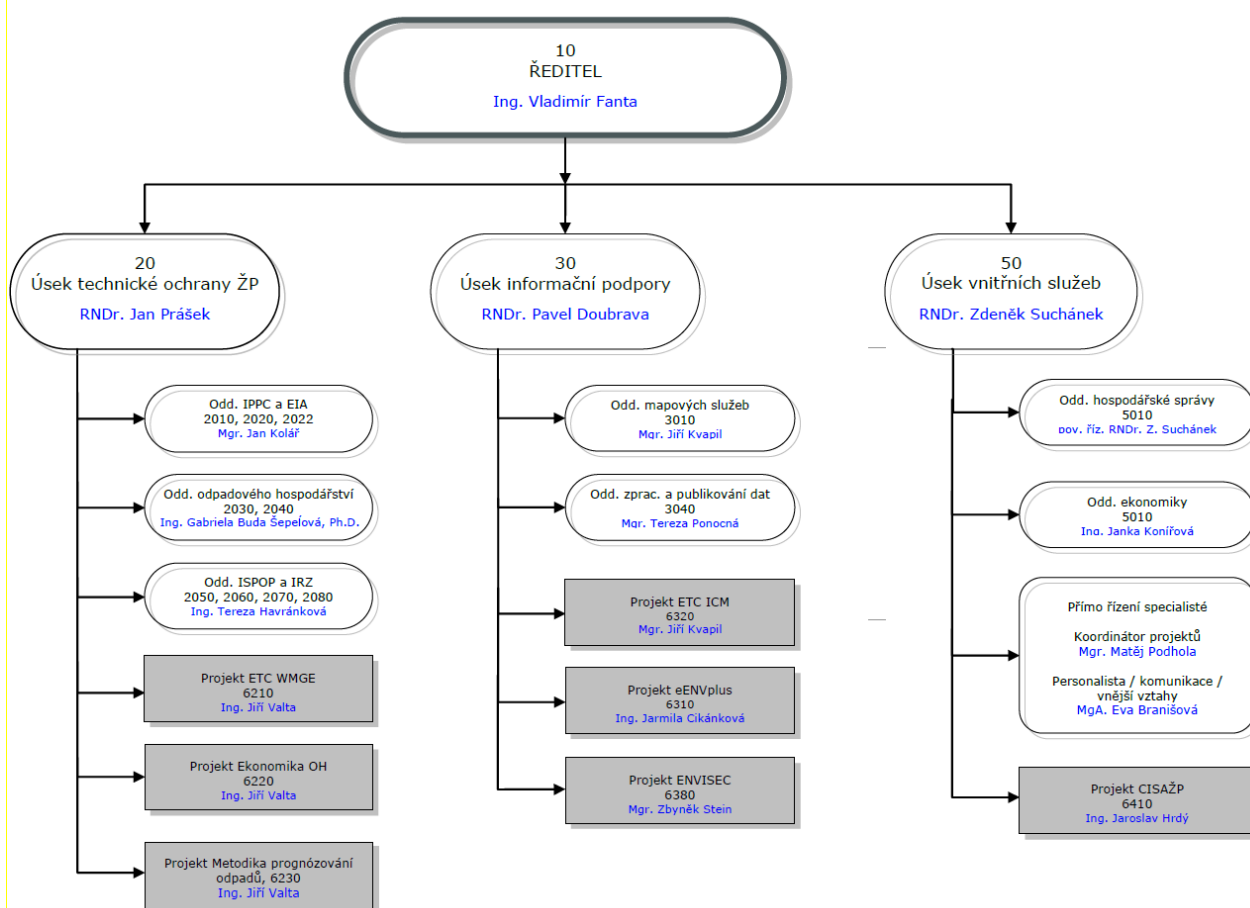 10
ŘEDITEL
Ing. Vladimír Fanta
20
Úsek technické ochrany ŽP
RNDr. Jan Prášek
Odd. IPPC a EIA
2010, 2020, 2022
Mgr. Jan Kolář
Odd. odpadového hospodářství
2030, 2040
Ing. Gabriela Buda Šepeľová, Ph.D.
Odd. ISPOP a IRZ
2050, 2060, 2070, 2080
Ing. Tereza Havránková
Projekt ETC WMGE
6210
Ing. Jiří Valta
Projekt Ekonomika OH
6220
Ing. Jiří Valta
Projekt Metodika prognózování
odpadů, 6230
Ing. Jiří Valta
30
Úsek informační podpory
RNDr. Pavel Doubrava
Odd. mapových služeb
3010
Mgr. Jiří Kvapil
Odd. zprac. a publikování dat
3040
Mgr. Tereza Ponocná
Projekt ETC ICM
6320
Mgr. Jiří Kvapil
Projekt eENVplus
6310
Ing. Jarmila Cikánková
Projekt ENVISEC
6380
Mgr. Zbyněk Stein
50
Úsek vnitřních služeb
RNDr. Zdeněk Suchánek
Odd. hospodářské správy
5010
pov. říz. RNDr. Z. Suchánek
Odd. ekonomiky
5010
Ing. Janka Konířová
Přímo řízení specialisté
Koordinátor projektů
Mgr. Matěj Podhola
Personalista / komunikace /
vnější vztahy
MgA. Eva Branišová
Projekt CISAŽP
6410
Ing. Jaroslav Hrdý